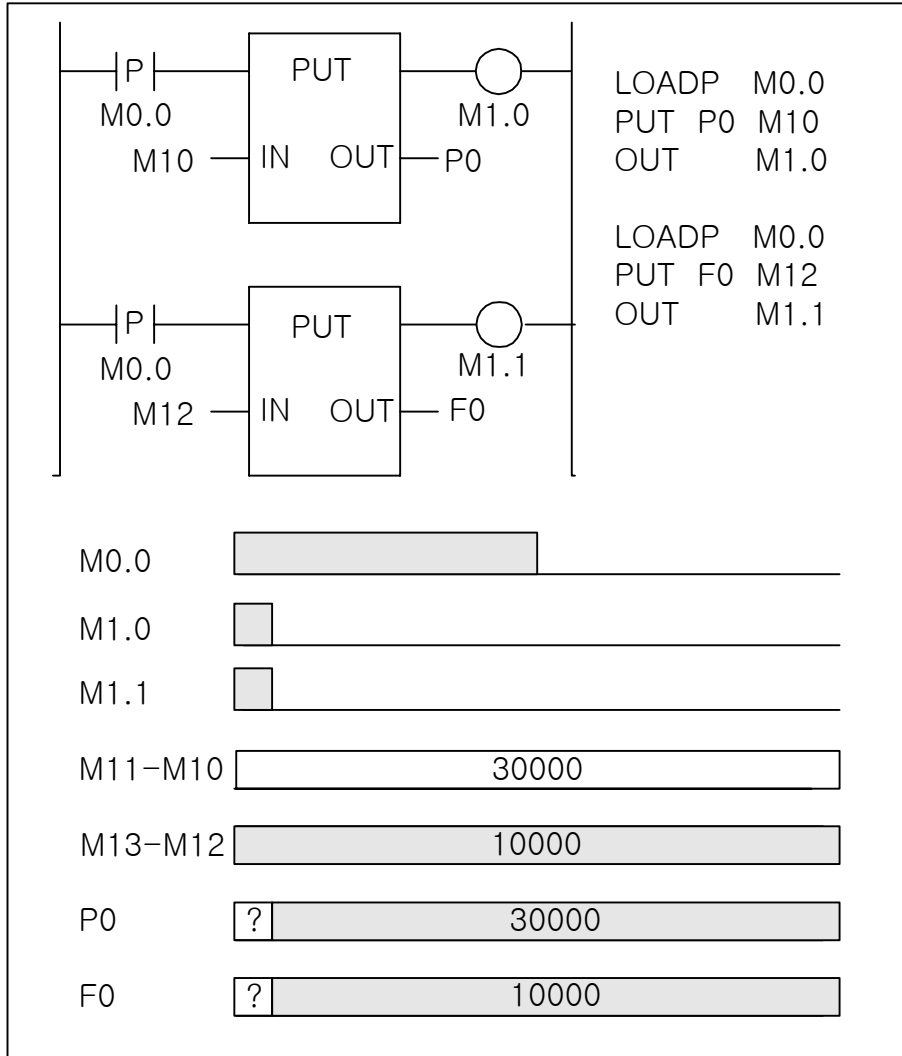 P PUT
M0.0 M1.0
M10 IN OUT P0
P PUT
M0.0 M1.1
M12 IN OUT F0
LOADP M0.0
PUT P0 M10
OUT M1.0
LOADP M0.0
PUT F0 M12
OUT M1.1
M0.0
M1.0
M1.1
M11-M10 30000
M13-M12 10000
P0 ? 30000
F0 ? 10000